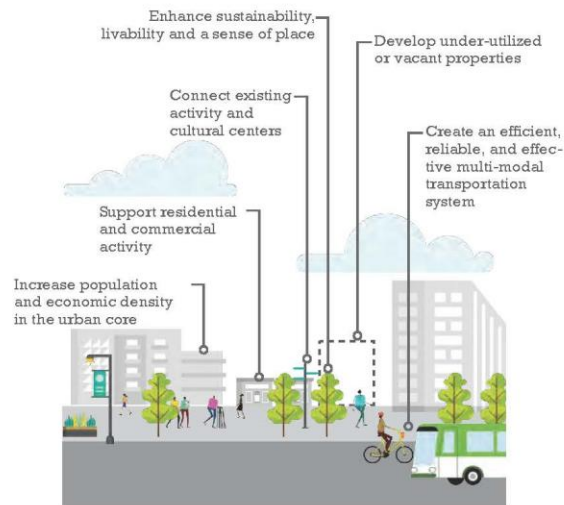 Enhance sustainability,
livability and a sense of place
Develop under-utilized
or vacant properties
Connect existing
activity and
cultural centers
Create an efficient,
reliable, and effec-
tive multi-modal
transportation
system
Support residential
and commercial
activity
Increase population
and economic density
in the urban core